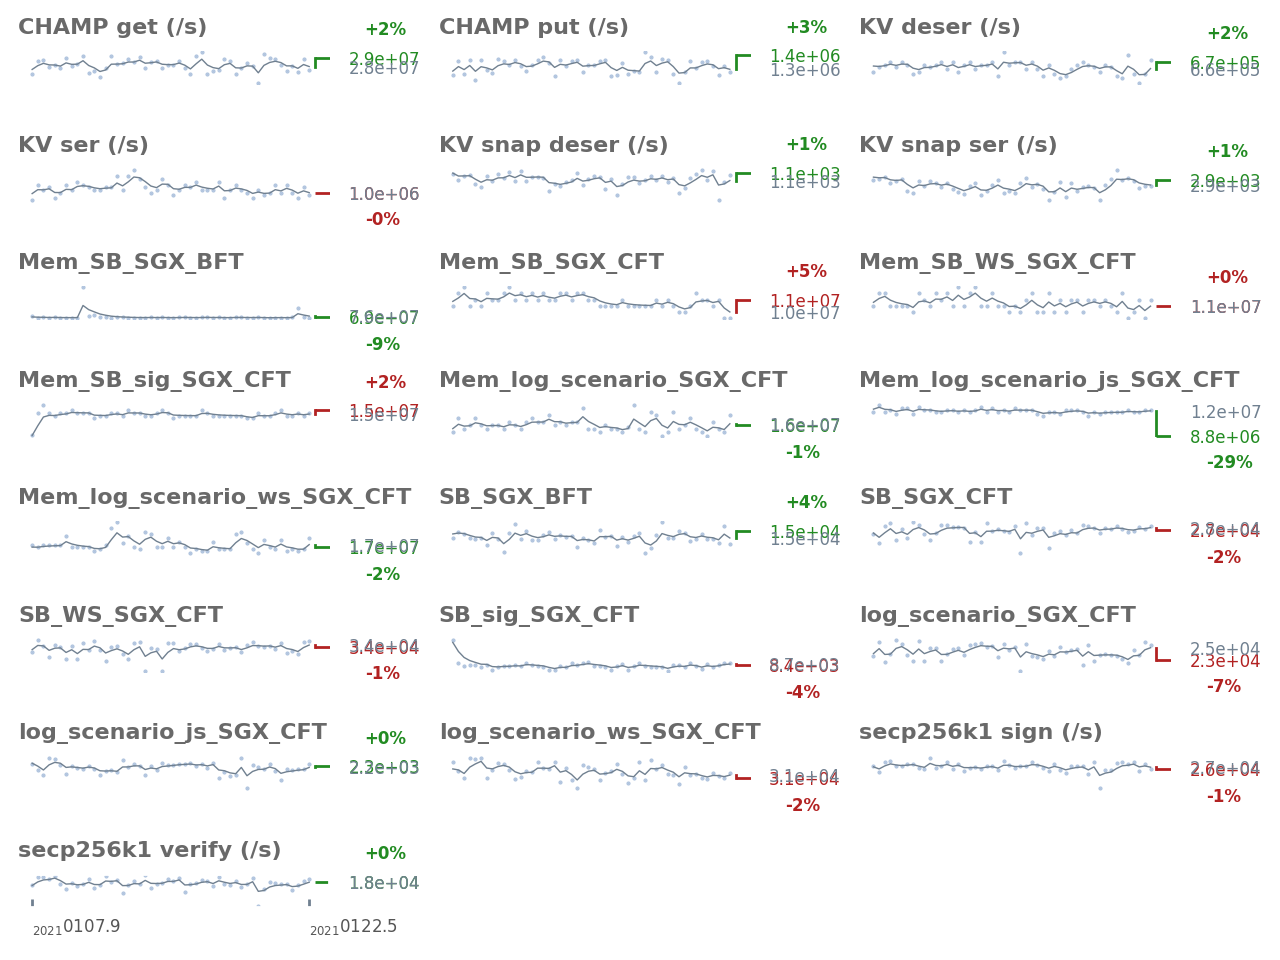 CHAMP get (/s)
+2%
2.9e+07
2.8e+07
CHAMP put (/s)
+3%
1.4e+06
1.3e+06
KV deser (/s)
+2%
6.7e+05
6.6e+05
KV ser (/s)
1.0e+06
-0%
KV snap deser (/s)
+1%
1.1e+03
1.1e+03
KV snap ser (/s)
+1%
2.9e+03
2.9e+03
Mem_SB_SGX_BFT
6.9e+07
-9%
Mem_SB_SGX_CFT
+5%
1.1e+07
1.0e+07
Mem_SB_WS_SGX_CFT
+0%
1.1e+07
Mem_SB_sig_SGX_CFT
+2%
1.5e+07
1.5e+07
Mem_log_scenario_SGX_CFT
1.6e+07
-1%
Mem_log_scenario_js_SGX_CFT
1.2e+07
8.8e+06
-29%
Mem_log_scenario_ws_SGX_CFT
1.7e+07
1.7e+07
-2%
SB_SGX_BFT
+4%
1.5e+04
1.5e+04
SB_SGX_CFT
2.8e+04
2.7e+04
-2%
SB_WS_SGX_CFT
3.4e+04
3.4e+04
-1%
SB_sig_SGX_CFT
8.7e+03
8.4e+03
-4%
log_scenario_SGX_CFT
2.5e+04
2.3e+04
-7%
log_scenario_js_SGX_CFT
+0%
2.2e+03
log_scenario_ws_SGX_CFT
3.1e+04
3.1e+04
-2%
secp256k1 sign (/s)
2.7e+04
2.6e+04
-1%
secp256k1 verify (/s)
+0%
1.8e+04
20210107.9
20210122.5